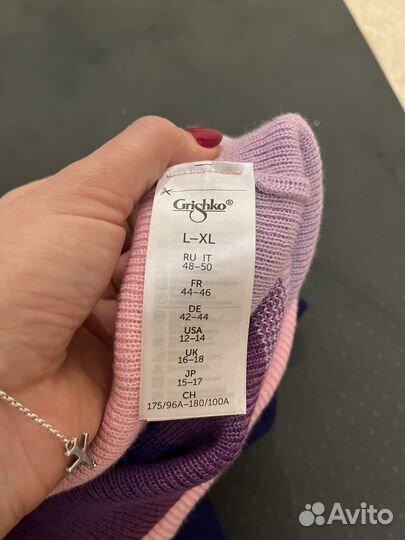 Grishko®
L–XL
RU IT
48–50
FR
44–46
DE
42–44
USA
12–14
UK
16–18
JP
15–17
CH
175/96A–180/100A
Avito